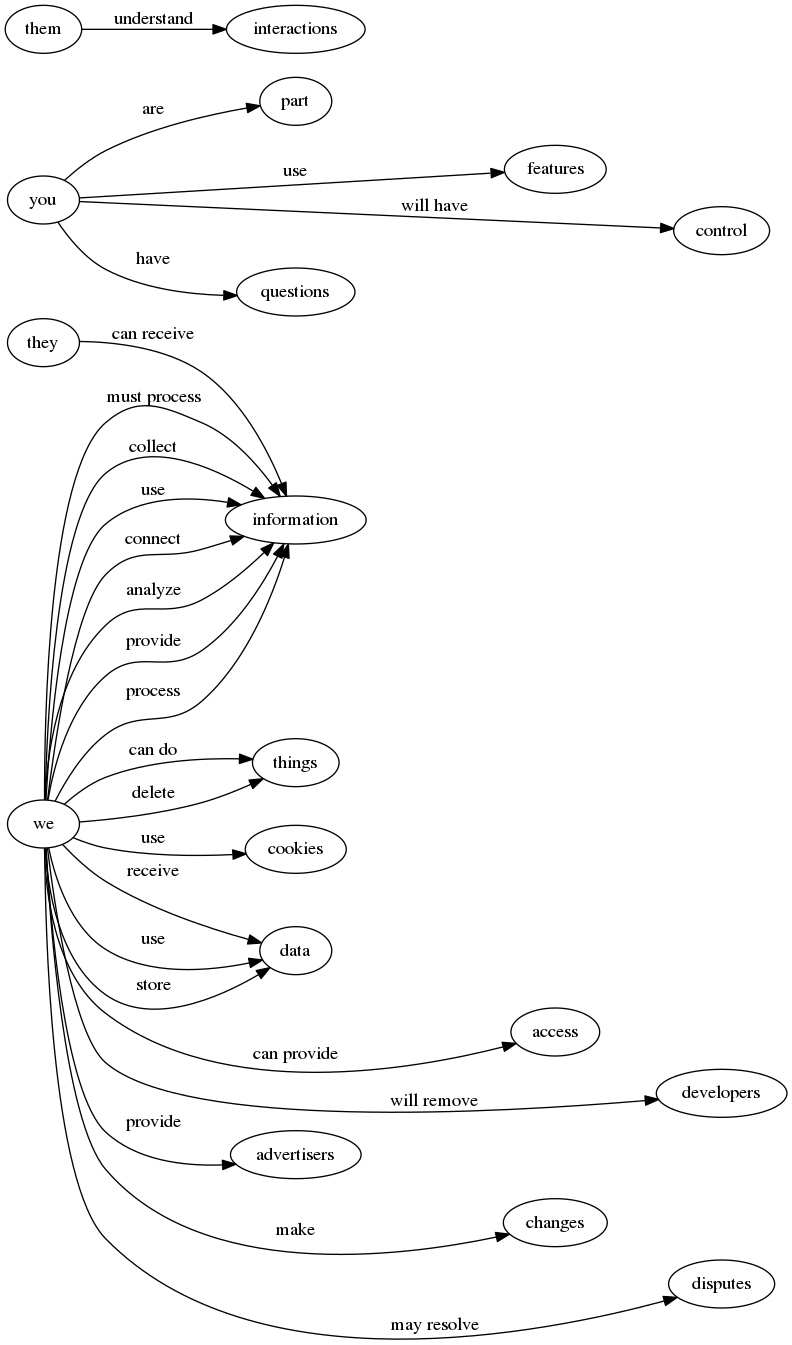 them
understand
interactions
are
part
you
use
features
will have
control
have
questions
they
can receive
must process
collect
use
connect
analyze
provide
process
information
we
can do
things
delete
use
cookies
receive
use
data
store
can provide
access
will remove
developers
provide
advertisers
make
changes
may resolve
disputes